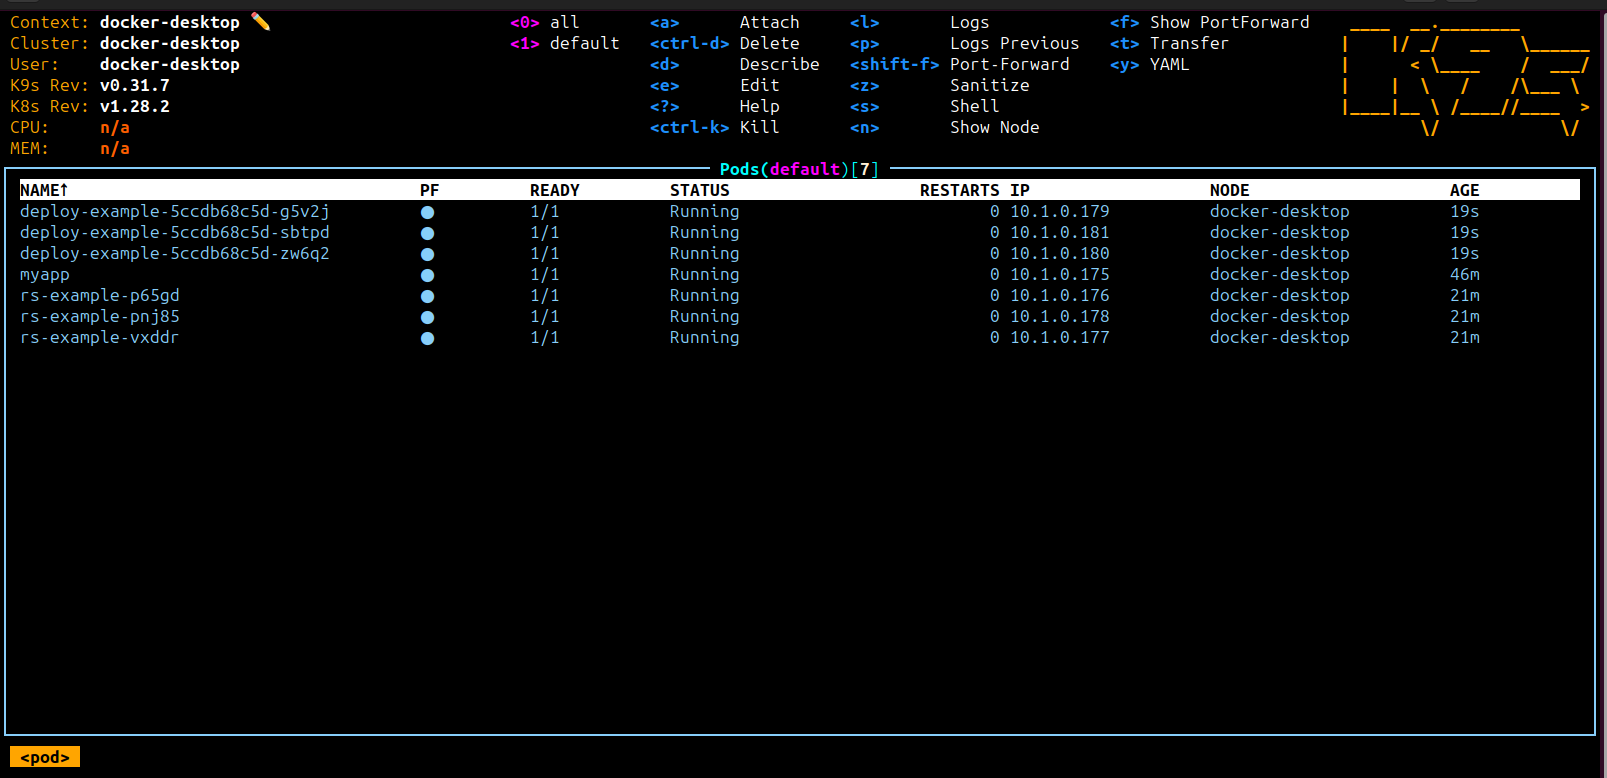 Context: docker-desktop ✏️ <0> all <a> Attach <l> Logs <f> Show PortForward
Cluster: docker-desktop <1> default <ctrl-d> Delete <p> Logs Previous <t> Transfer
User: docker-desktop <d> Describe <shift-f> Port-Forward <y> YAML
K9s Rev: v0.31.7 <e> Edit <z> Sanitize
K8s Rev: v1.28.2 <?> Help <s> Shell
CPU: n/a <ctrl-k> Kill <n> Show Node
MEM: n/a
Pods(default)[7]
NAME↑ PF READY STATUS RESTARTS IP NODE AGE
deploy-example-5ccdb68c5d-g5v2j ● 1/1 Running 0 10.1.0.179 docker-desktop 19s
deploy-example-5ccdb68c5d-sbtpd ● 1/1 Running 0 10.1.0.181 docker-desktop 19s
deploy-example-5ccdb68c5d-zw6q2 ● 1/1 Running 0 10.1.0.180 docker-desktop 19s
myapp ● 1/1 Running 0 10.1.0.175 docker-desktop 46m
rs-example-p65gd ● 1/1 Running 0 10.1.0.176 docker-desktop 21m
rs-example-pnj85 ● 1/1 Running 0 10.1.0.178 docker-desktop 21m
rs-example-vxddr ● 1/1 Running 0 10.1.0.177 docker-desktop 21m
<pod>